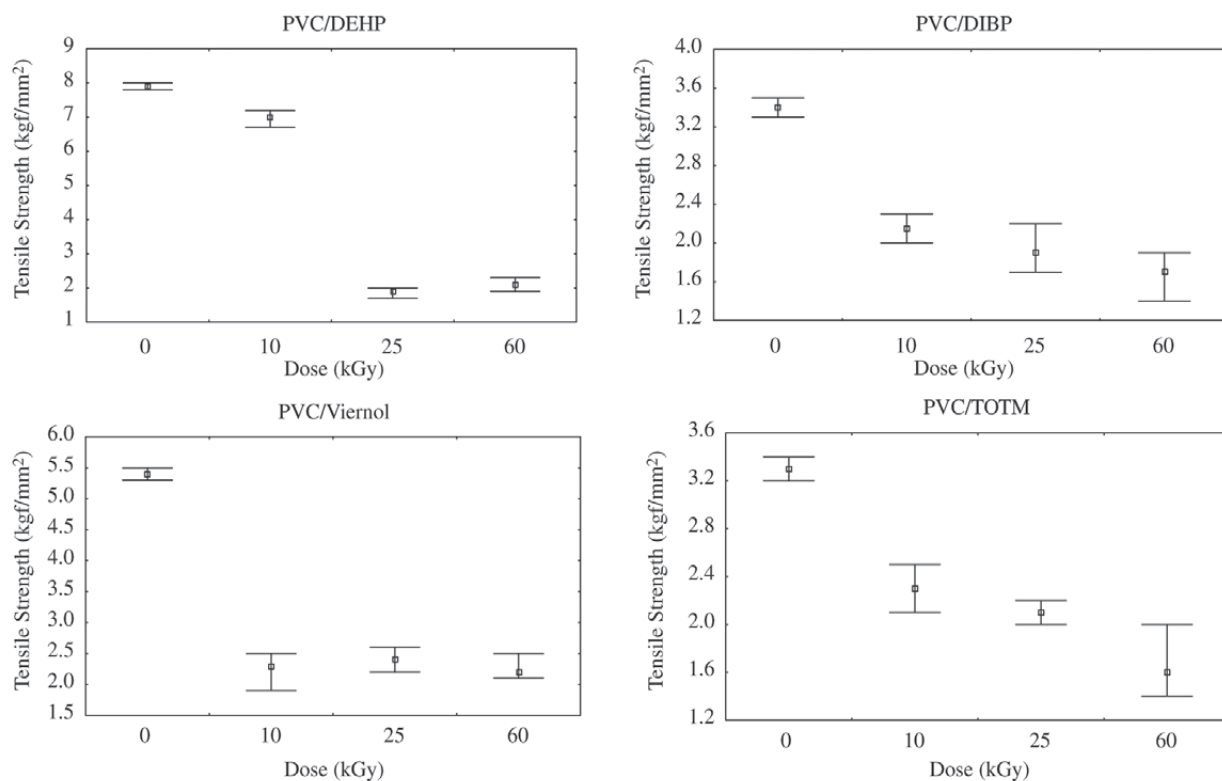 PVC/DEHP
Tensile Strength (kgf/mm²)
9
8
7
6
5
4
3
2
1
0 10 25 60
Dose (kGy)
PVC/DIBP
Tensile Strength (kgf/mm²)
4.0
3.6
3.2
2.8
2.4
2.0
1.6
1.2
0 10 25 60
Dose (kGy)
PVC/Viernol
Tensile Strength (kgf/mm²)
6.0
5.5
5.0
4.5
4.0
3.5
3.0
2.5
2.0
1.5
0 10 25 60
Dose (kGy)
PVC/TOTM
Tensile Strength (kgf/mm²)
3.6
3.2
2.8
2.4
2.0
1.6
1.2
0 10 25 60
Dose (kGy)